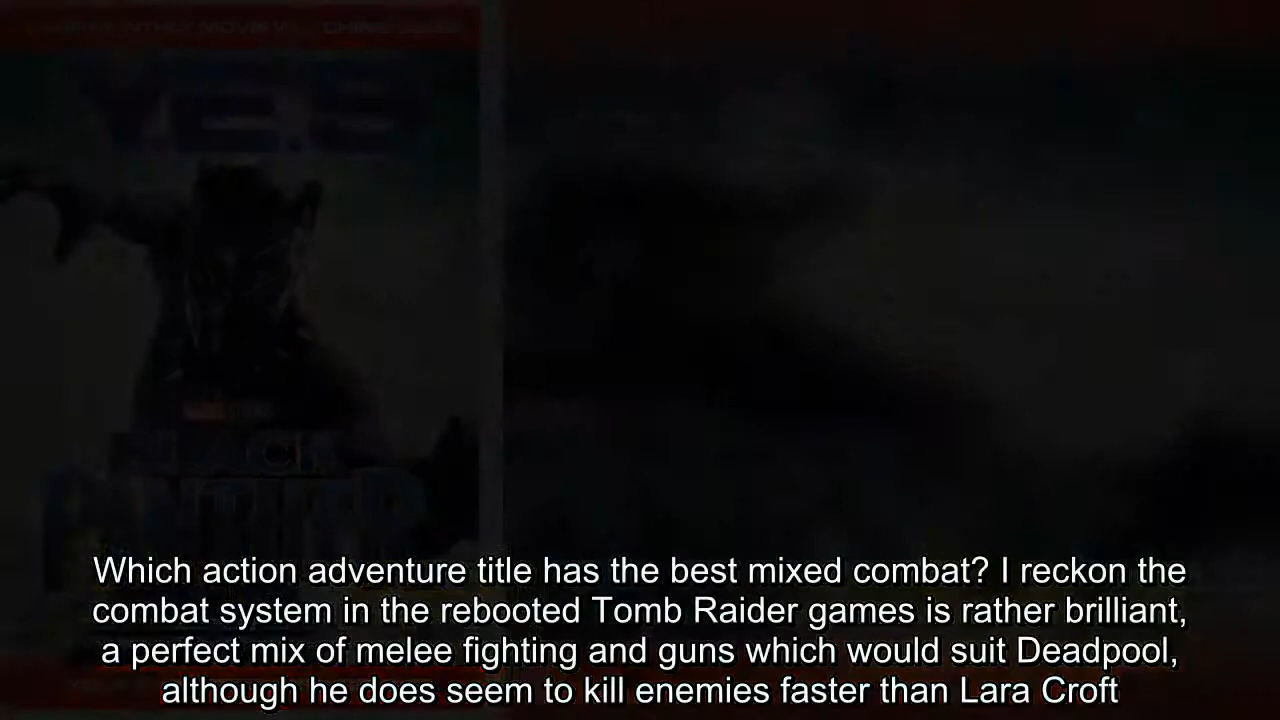 Which action adventure title has the best mixed combat? I reckon the
combat system in the rebooted Tomb Raider games is rather brilliant,
a perfect mix of melee fighting and guns which would suit Deadpool,
although he does seem to kill enemies faster than Lara Croft